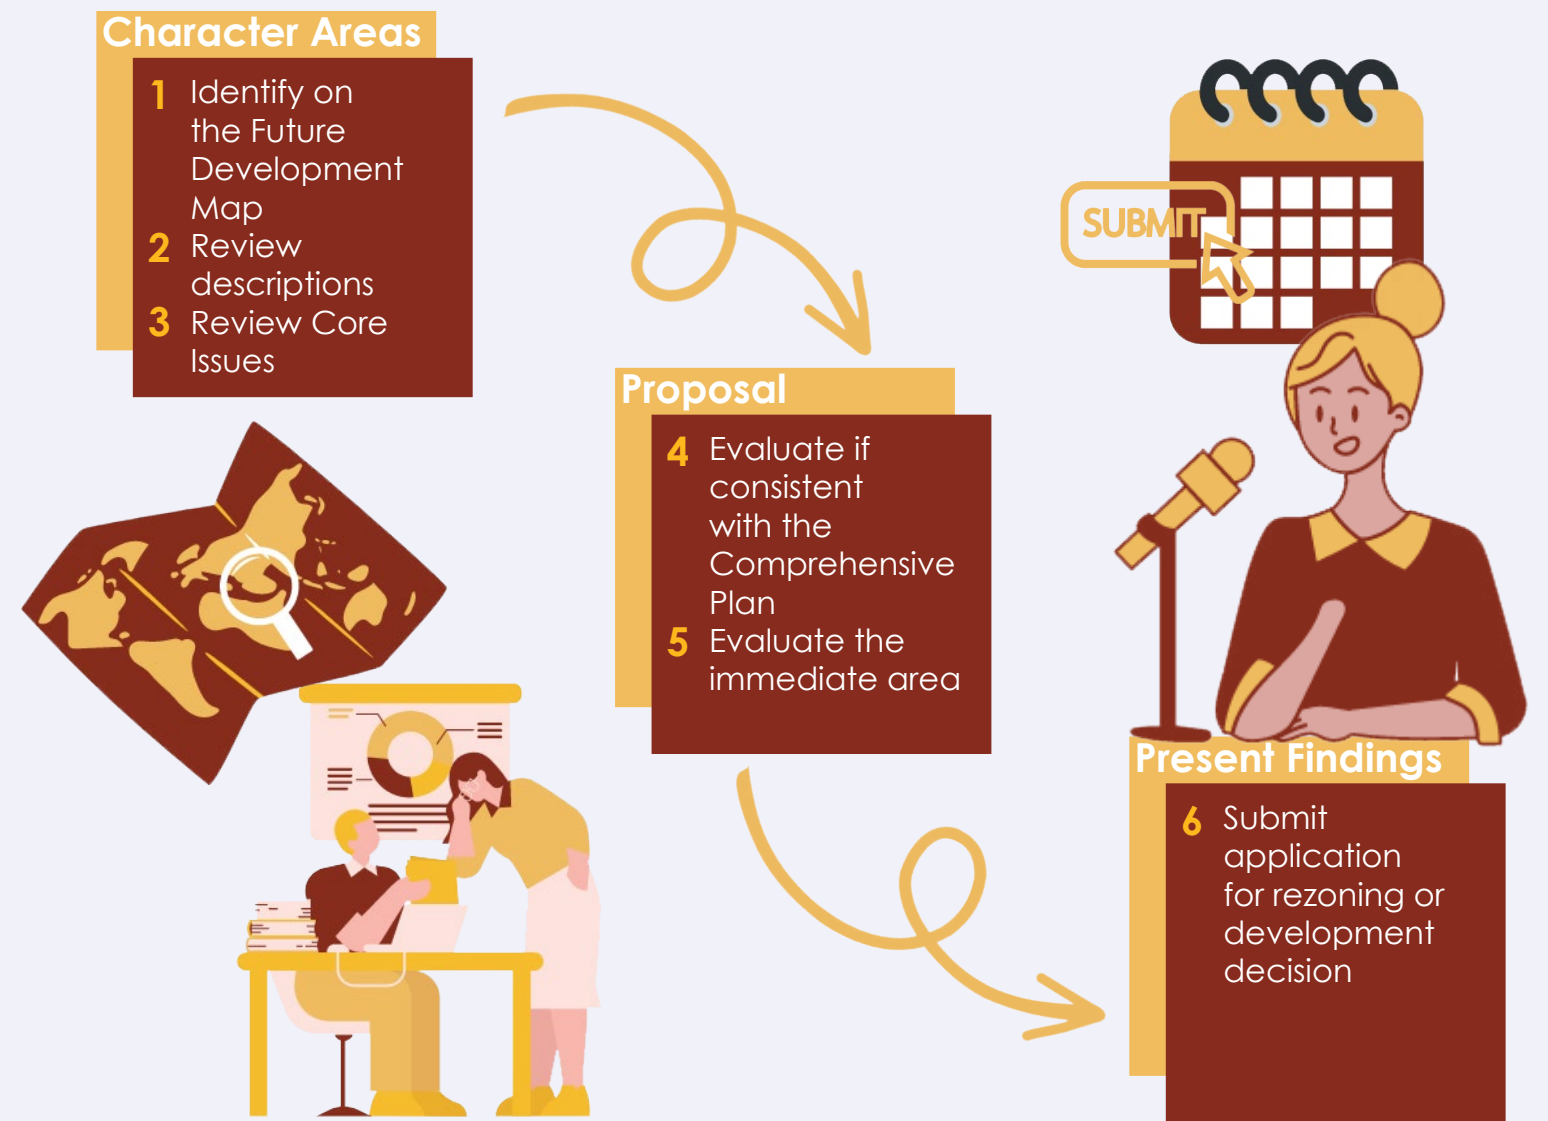 Character Areas
1 Identify on
the Future
Development
Map
2 Review
descriptions
3 Review Core
Issues
Proposal
4 Evaluate if
consistent
with the
Comprehensive
Plan
5 Evaluate the
immediate area
SUBMIT
Present Findings
6 Submit
application
for rezoning or
development
decision